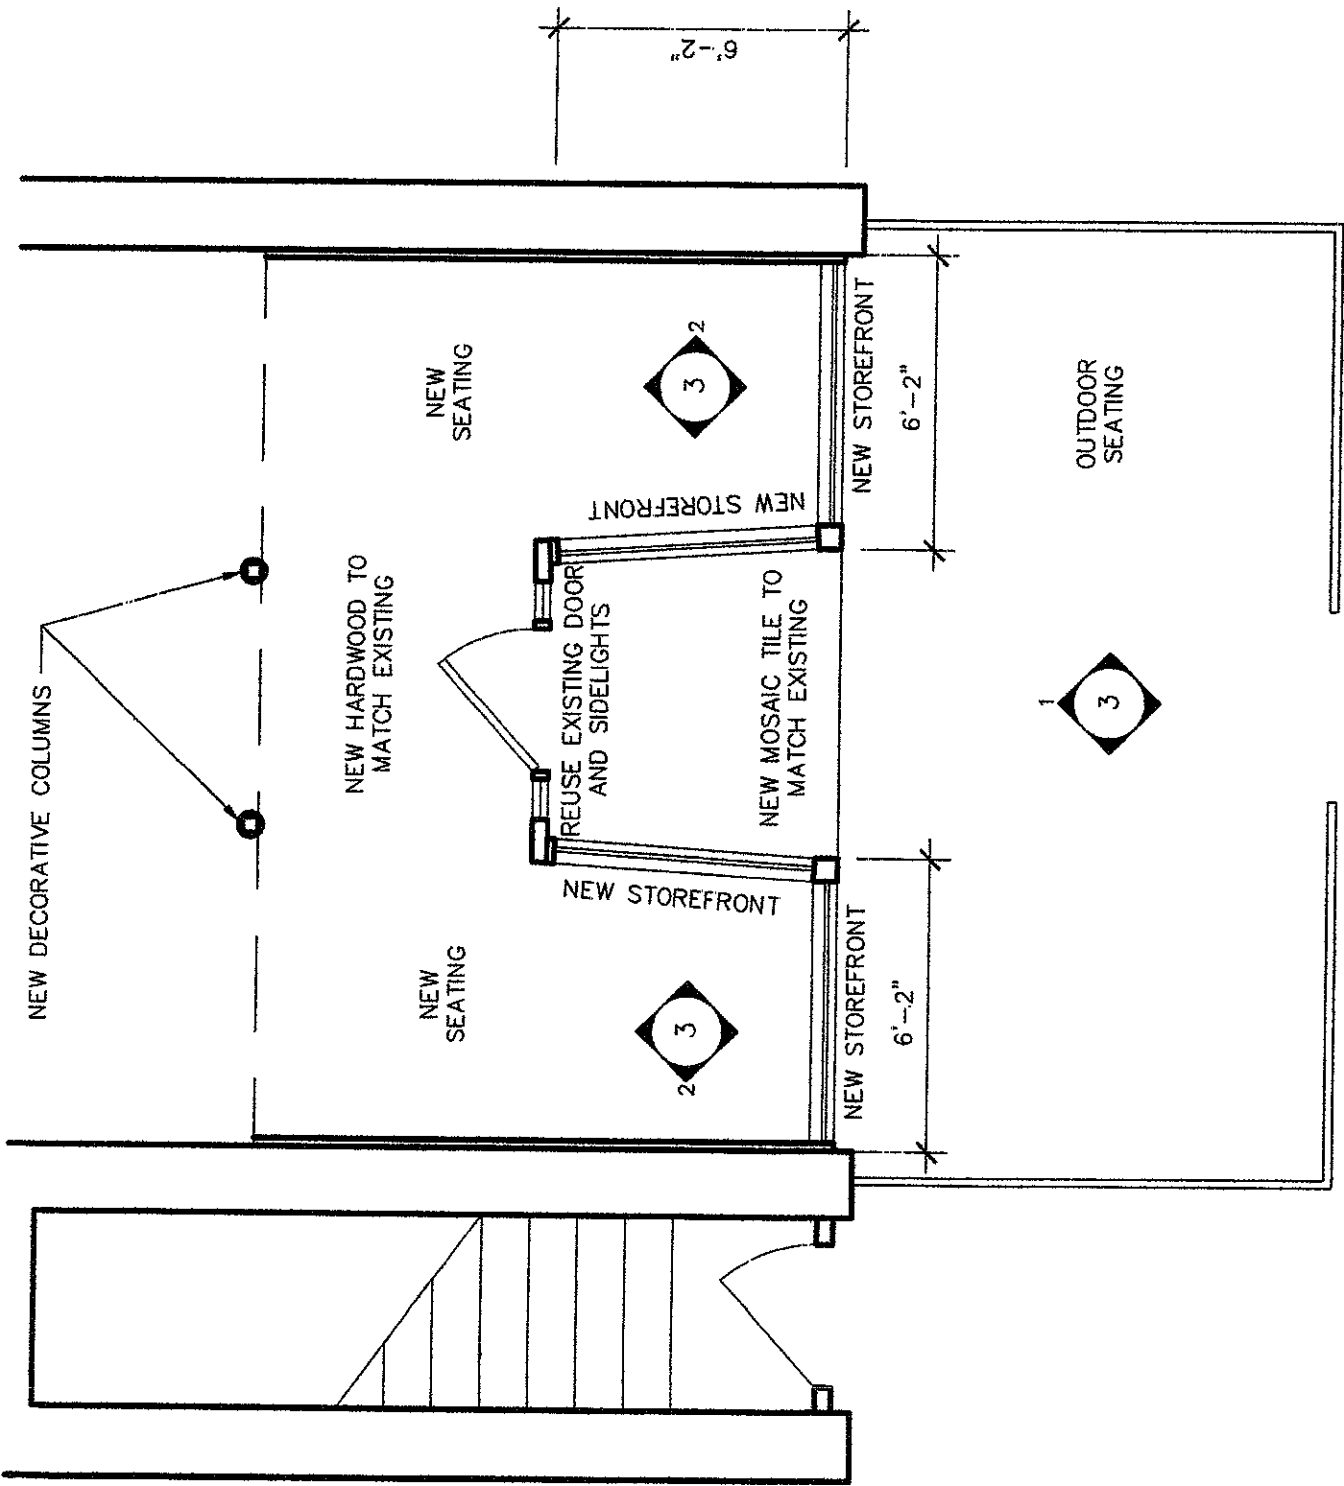 NEW DECORATIVE COLUMNS
NEW HARDWOOD TO
MATCH EXISTING
NEW
SEATING
NEW
SEATING
REUSE EXISTING DOOR
AND SIDELIGHTS
NEW STOREFRONT
NEW STOREFRONT
NEW MOSAIC TILE TO
MATCH EXISTING
3
2
3
2
NEW STOREFRONT
6'-2"
NEW STOREFRONT
6'-2"
6'-2"
1
3
OUTDOOR
SEATING